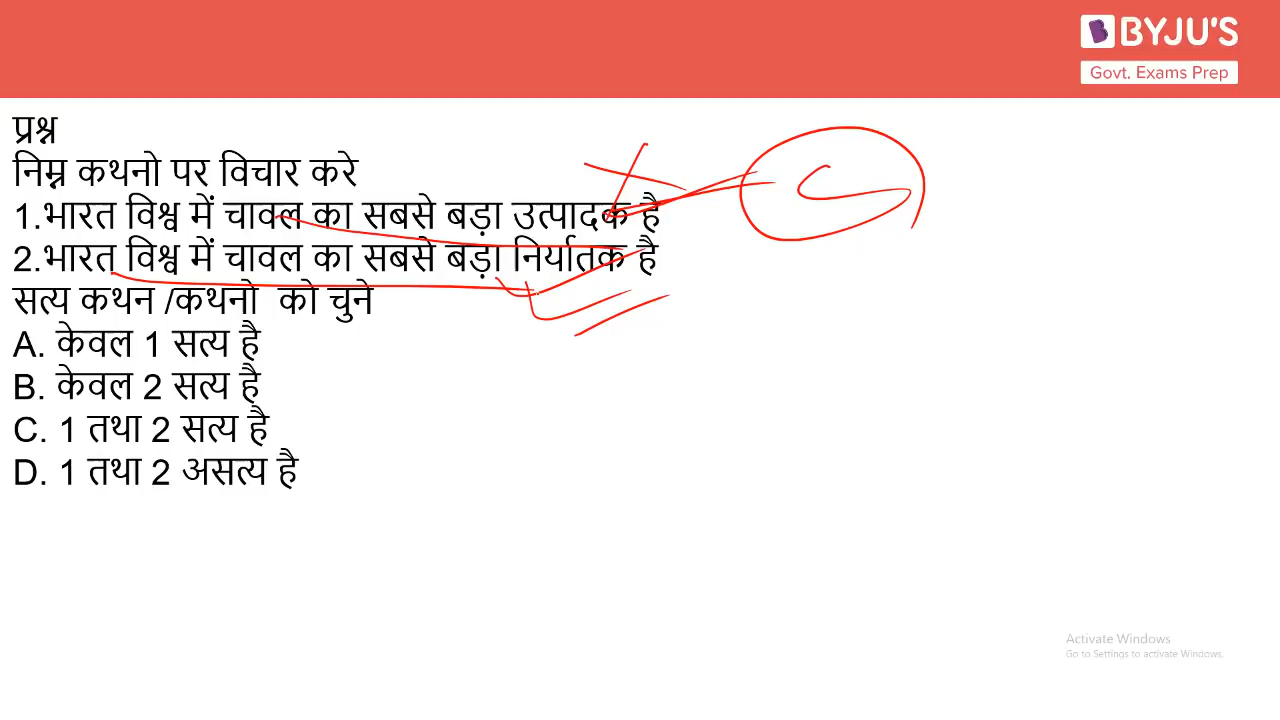 BYJU'S
Govt. Exams Prep
प्रश्न
निम्न कथनो पर विचार करे
1.भारत विश्व में चावल का सबसे बड़ा उत्पादक है
2.भारत विश्व में चावल का सबसे बड़ा निर्यातक है
सत्य कथन /कथनो को चुने
A. केवल 1 सत्य है
B. केवल 2 सत्य है
C. 1 तथा 2 सत्य है
D. 1 तथा 2 असत्य है
Activate Windows
Go to Settings to activate Windows.